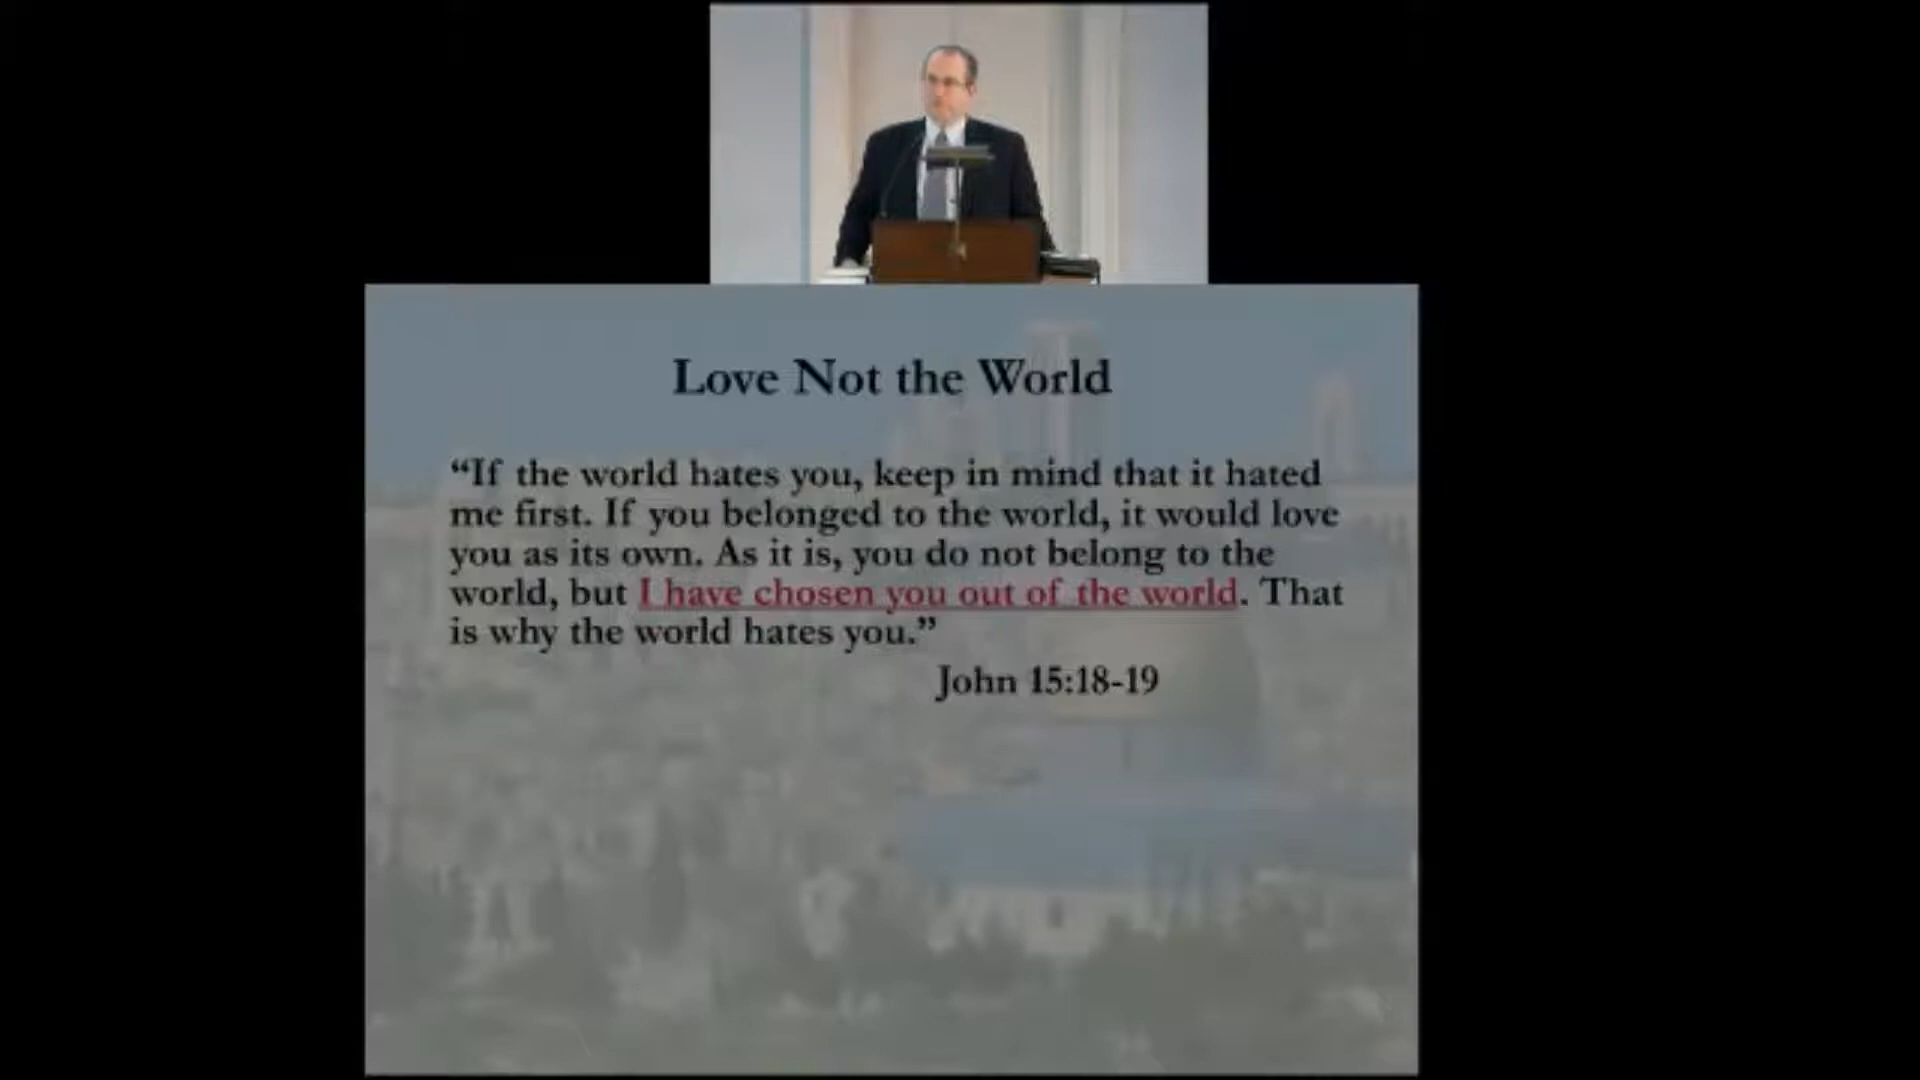 Love Not the World
“If the world hates you, keep in mind that it hated
me first. If you belonged to the world, it would love
you as its own. As it is, you do not belong to the
world, but I have chosen you out of the world. That
is why the world hates you.”
John 15:18-19